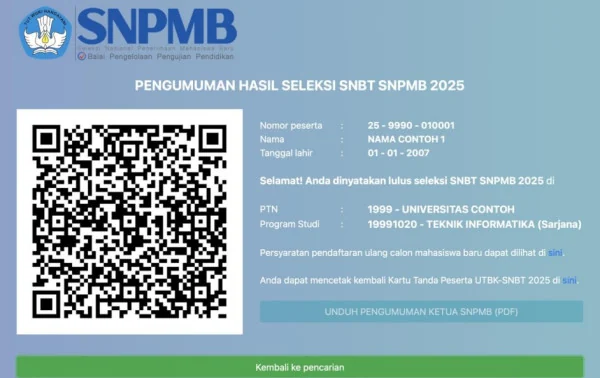 SNPMB
Seleksi Nasional Penerimaan Mahasiswa Baru
Balai Pengelolaan Pengujian Pendidikan
PENGUMUMAN HASIL SELEKSI SNBT SNPMB 2025
Nomor peserta : 25 - 9990 - 010001
Nama : NAMA CONTOH 1
Tanggal lahir : 01 - 01 - 2007
Selamat! Anda dinyatakan lulus seleksi SNBT SNPMB 2025 di
PTN : 1999 - UNIVERSITAS CONTOH
Program Studi : 19991020 - TEKNIK INFORMATIKA (Sarjana)
Persyaratan pendaftaran ulang calon mahasiswa baru dapat dilihat di sini.
Anda dapat mencetak kembali Kartu Tanda Peserta UTBK-SNBT 2025 di sini.
UNDUH PENGUMUMAN KETUA SNPMB (PDF)
Kembali ke pencarian